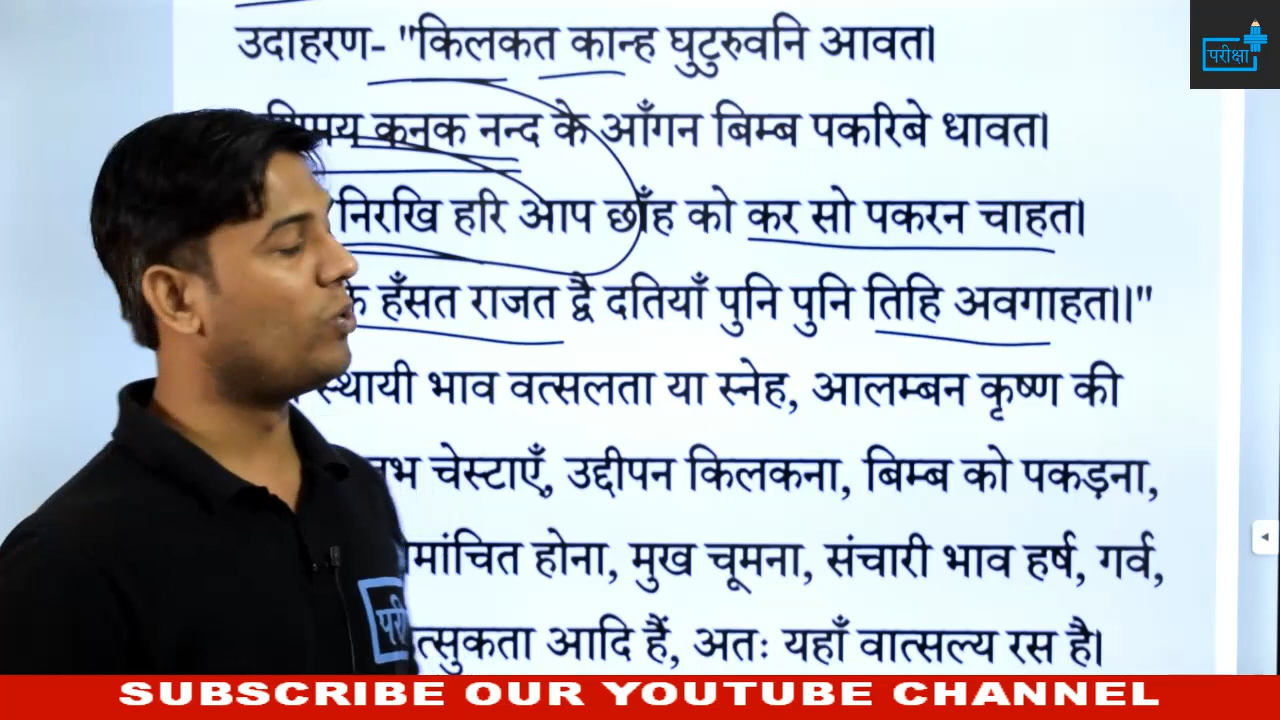 उदाहरण- "किलकत कान्ह घुटुरुवनि आवत।
परीक्षा
कनक नन्द के आँगन बिम्ब पकरिबे धावत।
निरखि हरि आप छाँह को कर सो पकरन चाहत।
हँसत राजत द्वै दतियाँ पुनि पुनि तिहि अवगाहत।।"
स्थायी भाव वत्सलता या स्नेह, आलम्बन कृष्ण की
चेस्टाएँ, उद्दीपन किलकना, बिम्ब को पकड़ना,
होना, मुख चूमना, संचारी भाव हर्ष, गर्व,
आदि हैं, अतः यहाँ वात्सल्य रस है।
SUBSCRIBE OUR YOUTUBE CHANNEL